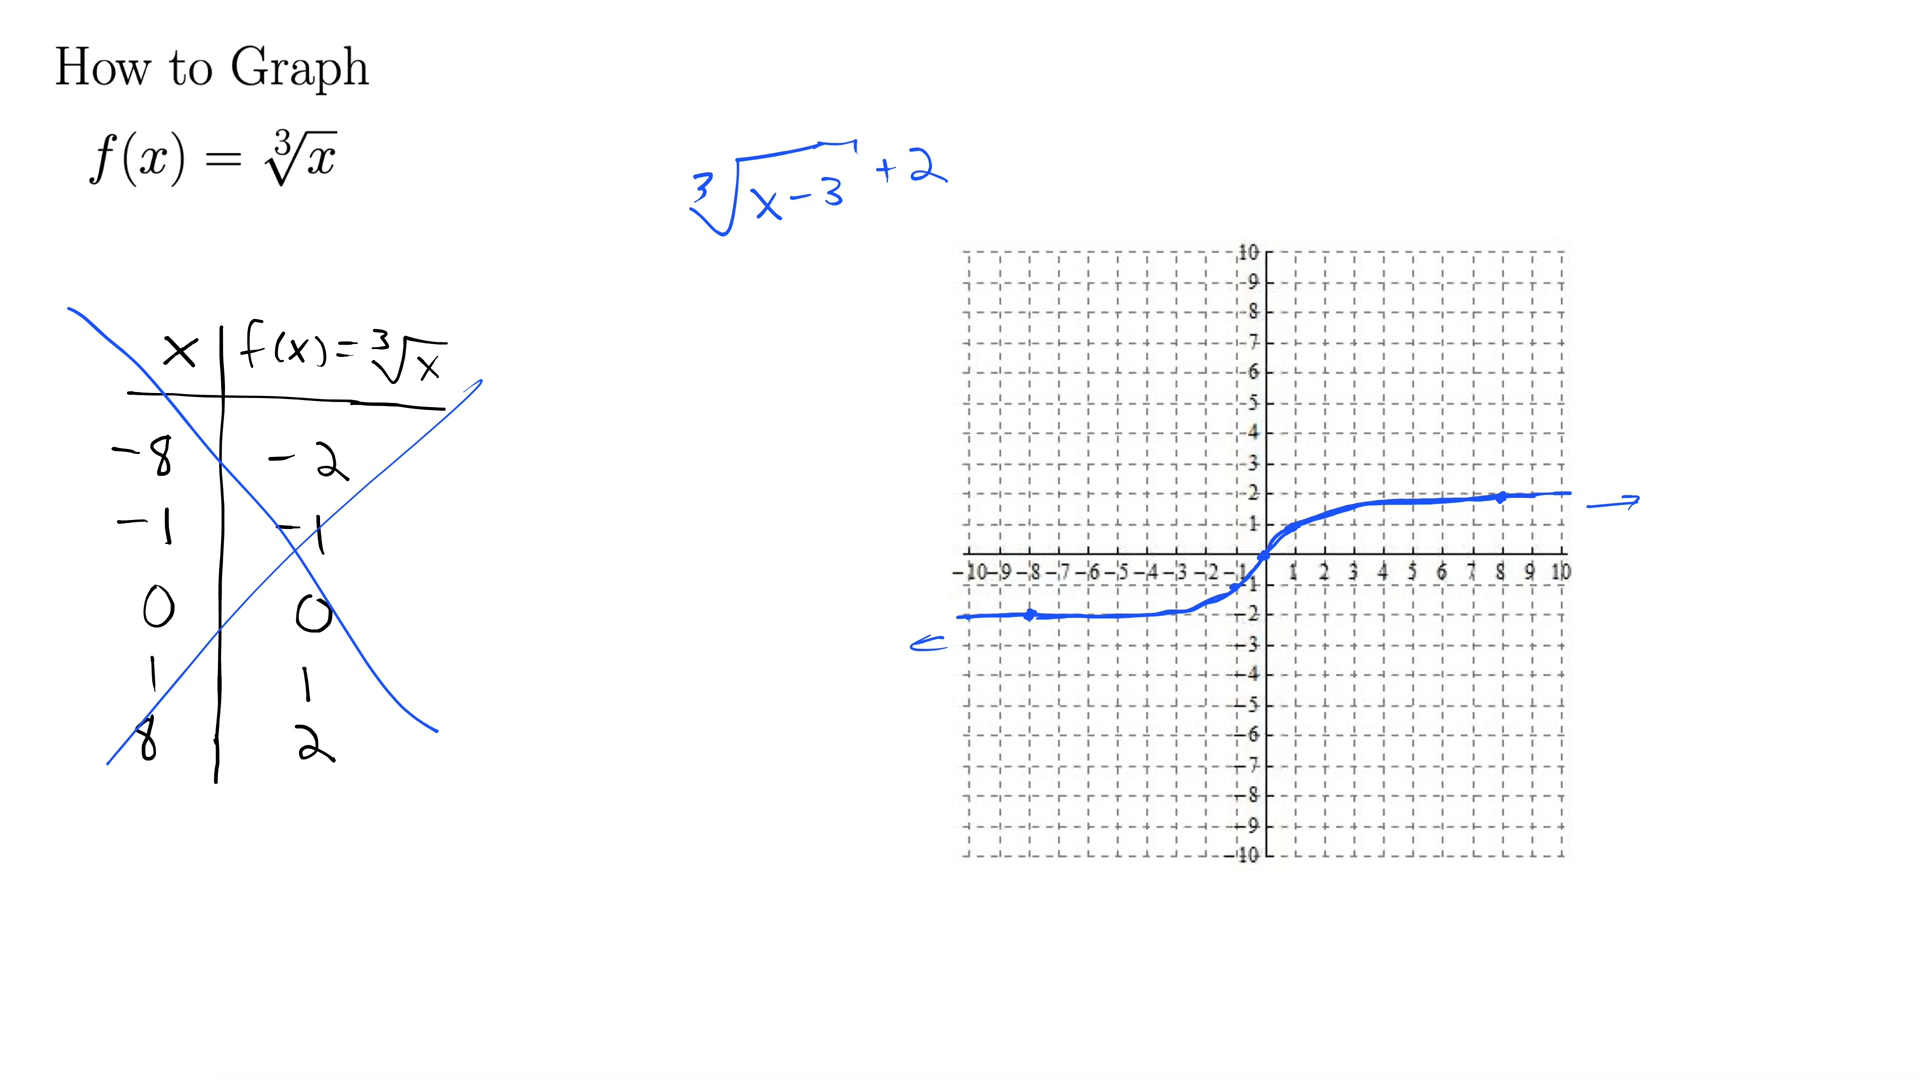 How to Graph
f(x) = ∛x
∛(x-3) +2
x | f(x)=∛x
-8 | -2
-1 | -1
0 | 0
1 | 1
8 | 2
10
9
8
7
6
5
4
3
2
1
-10 -9 -8 -7 -6 -5 -4 -3 -2 -1 1 2 3 4 5 6 7 8 9 10
-1
-2
-3
-4
-5
-6
-7
-8
-9
-10